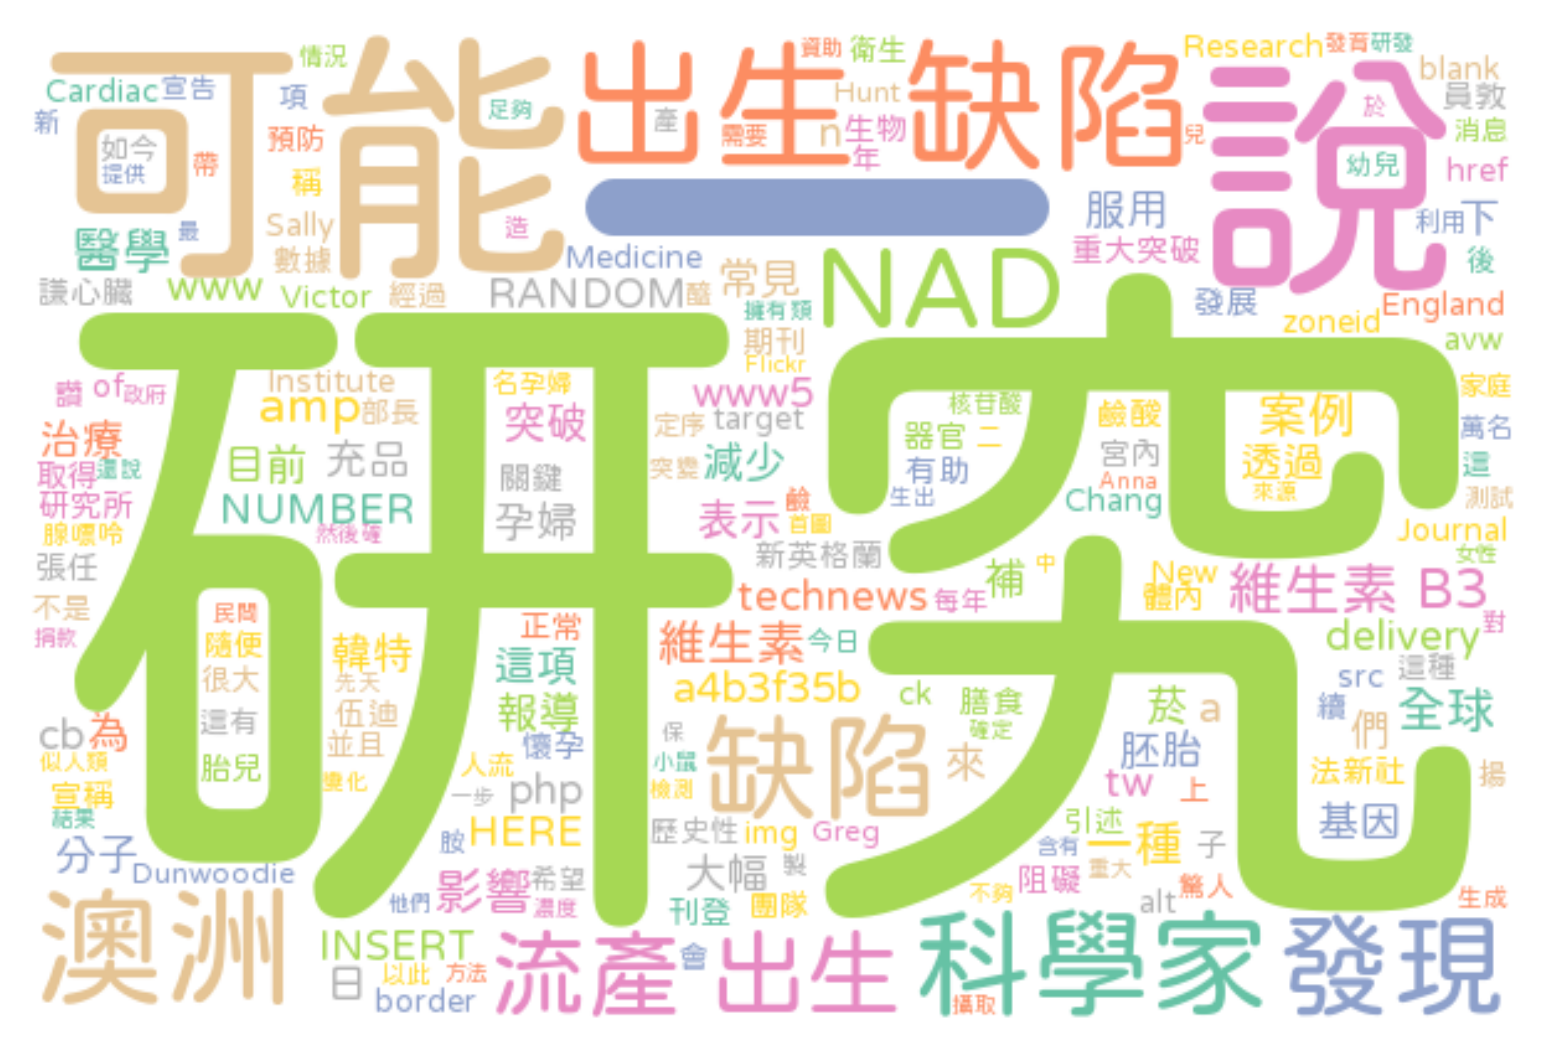 可能
出生缺陷
說
一
研究
NAD
缺陷
澳洲
流產
出生
科學家
發現
情況
Cardiac
宣告
新
項
如今
提供
帶
預防
稱
足夠
Sally
數據
醫學
最
造
謙心臟
www
Victor
經過
RANDOM
醯
Medicine
資助
衛生
Hunt
n
生物
年
產
需要
兒
Research
發育
研發
blank
員敦
於
消息
幼兒
href
服用
利用
下
重大突破
後
常見
擁有類
發展
England
zoneid
avw
期刊
Flickr
讚
of
政府
Institute
amp
部長
名孕婦
突破
www5
target
定序
治療
取得
還說
研究所
目前
充品
關鍵
突變
減少
NUMBER
孕婦
然後確
腺嘌呤
表示
鹼
首圖
張任
新英格蘭
核苷酸
器官
二
有助
生出
鹼酸
宮內
Anna
Chang
案例
透過
來源
家庭
萬名
這
測試
Journal
女性
不是
捐款
民間
隨便
很大
這有
胎兒
韓特
先天
伍迪
並且
變化
正常
這項
報導
懷孕
人流
一步
php
technews
每年
補
中
New
體內
維生素 B3
對
維生素
今日
delivery
a4b3f35b
ck
膳食
確定
菸
a
src
這種
續
們
全球
cb
為
似人類
宣稱
結果
分子
Dunwoodie
保
小鼠
檢測
來
胚胎
tw
上
法新社
揚
胺
HERE
歷史性
img
Greg
引述
一種
子
基因
含有
重大
影響
希望
他們
濃度
大幅
製
刊登
團隊
阻礙
不夠
驚人
alt
生成
INSERT
日
以此
方法
border
會
攝取